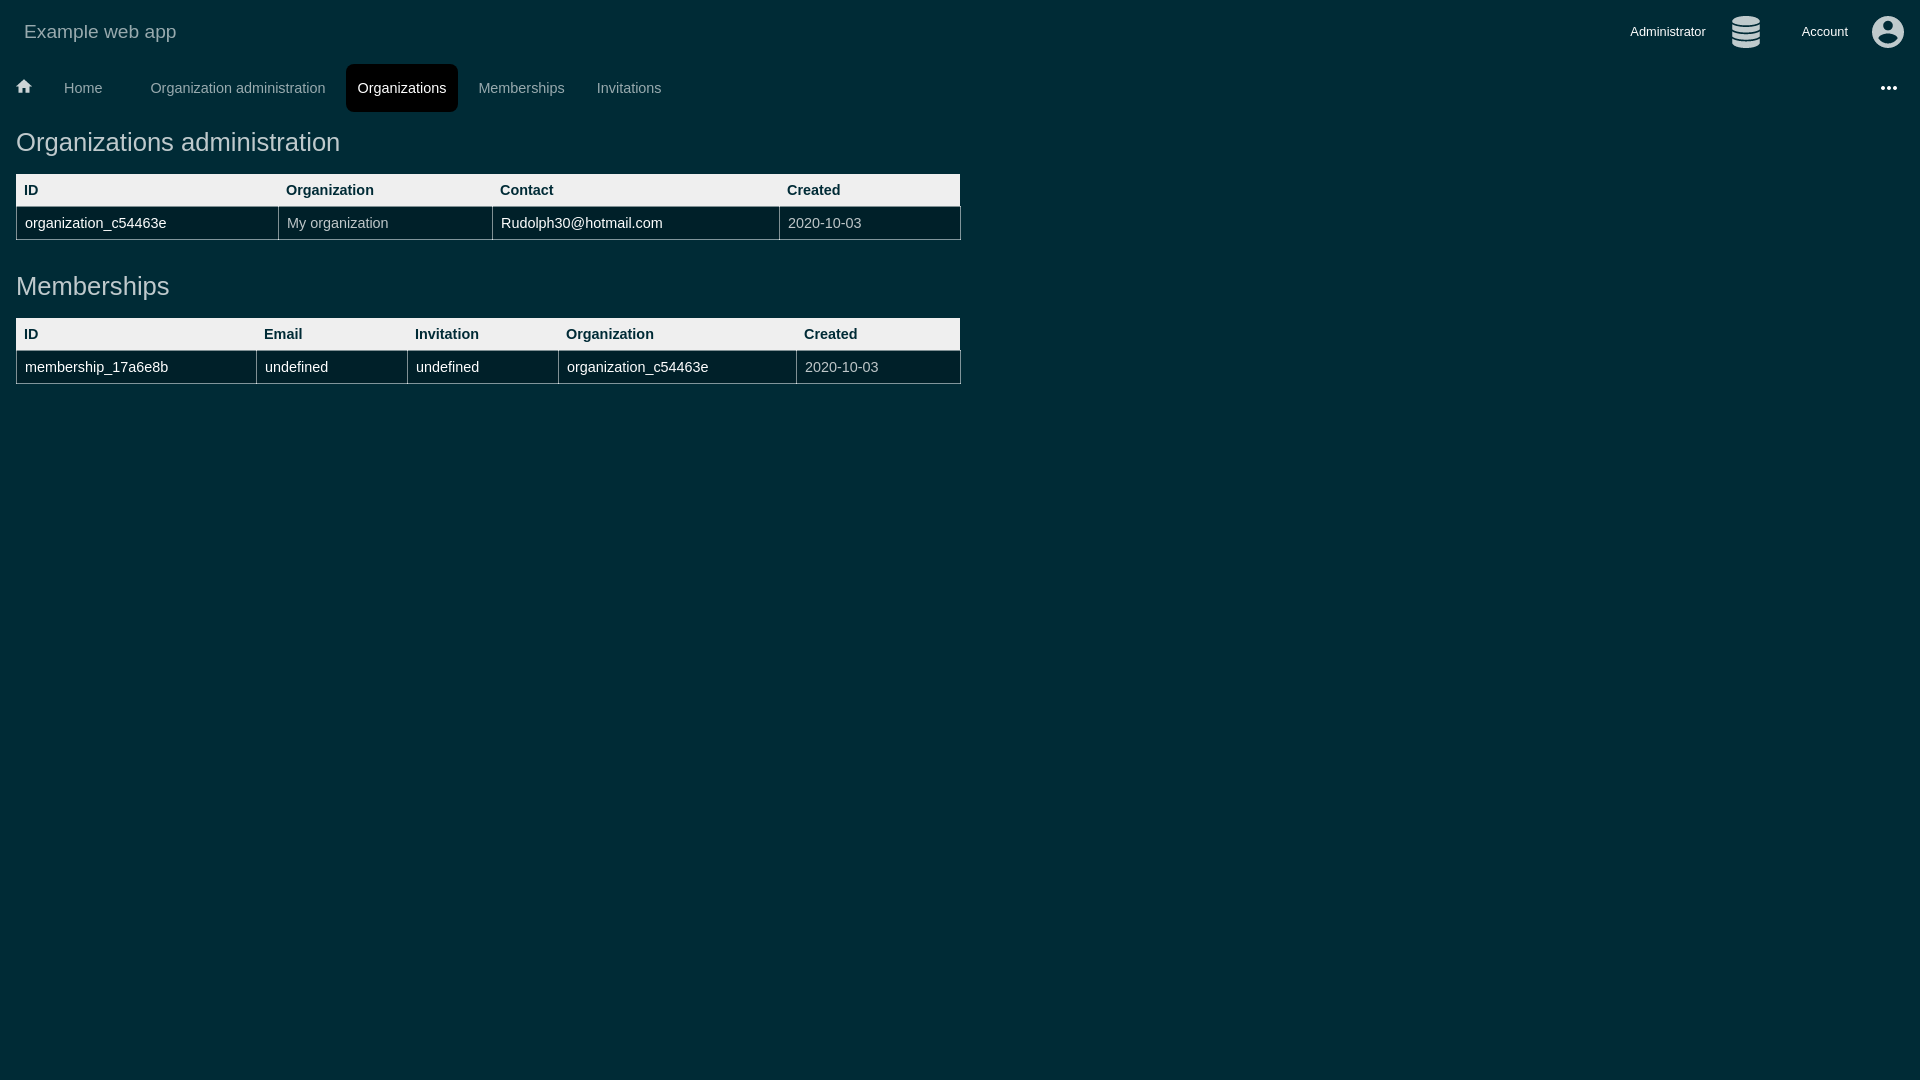 Example web app
Administrator
Account
Home
Organization administration
Organizations
Memberships
Invitations
Organizations administration
ID Organization Contact Created
organization_c54463e My organization Rudolph30@hotmail.com 2020-10-03
Memberships
ID Email Invitation Organization Created
membership_17a6e8b undefined undefined organization_c54463e 2020-10-03